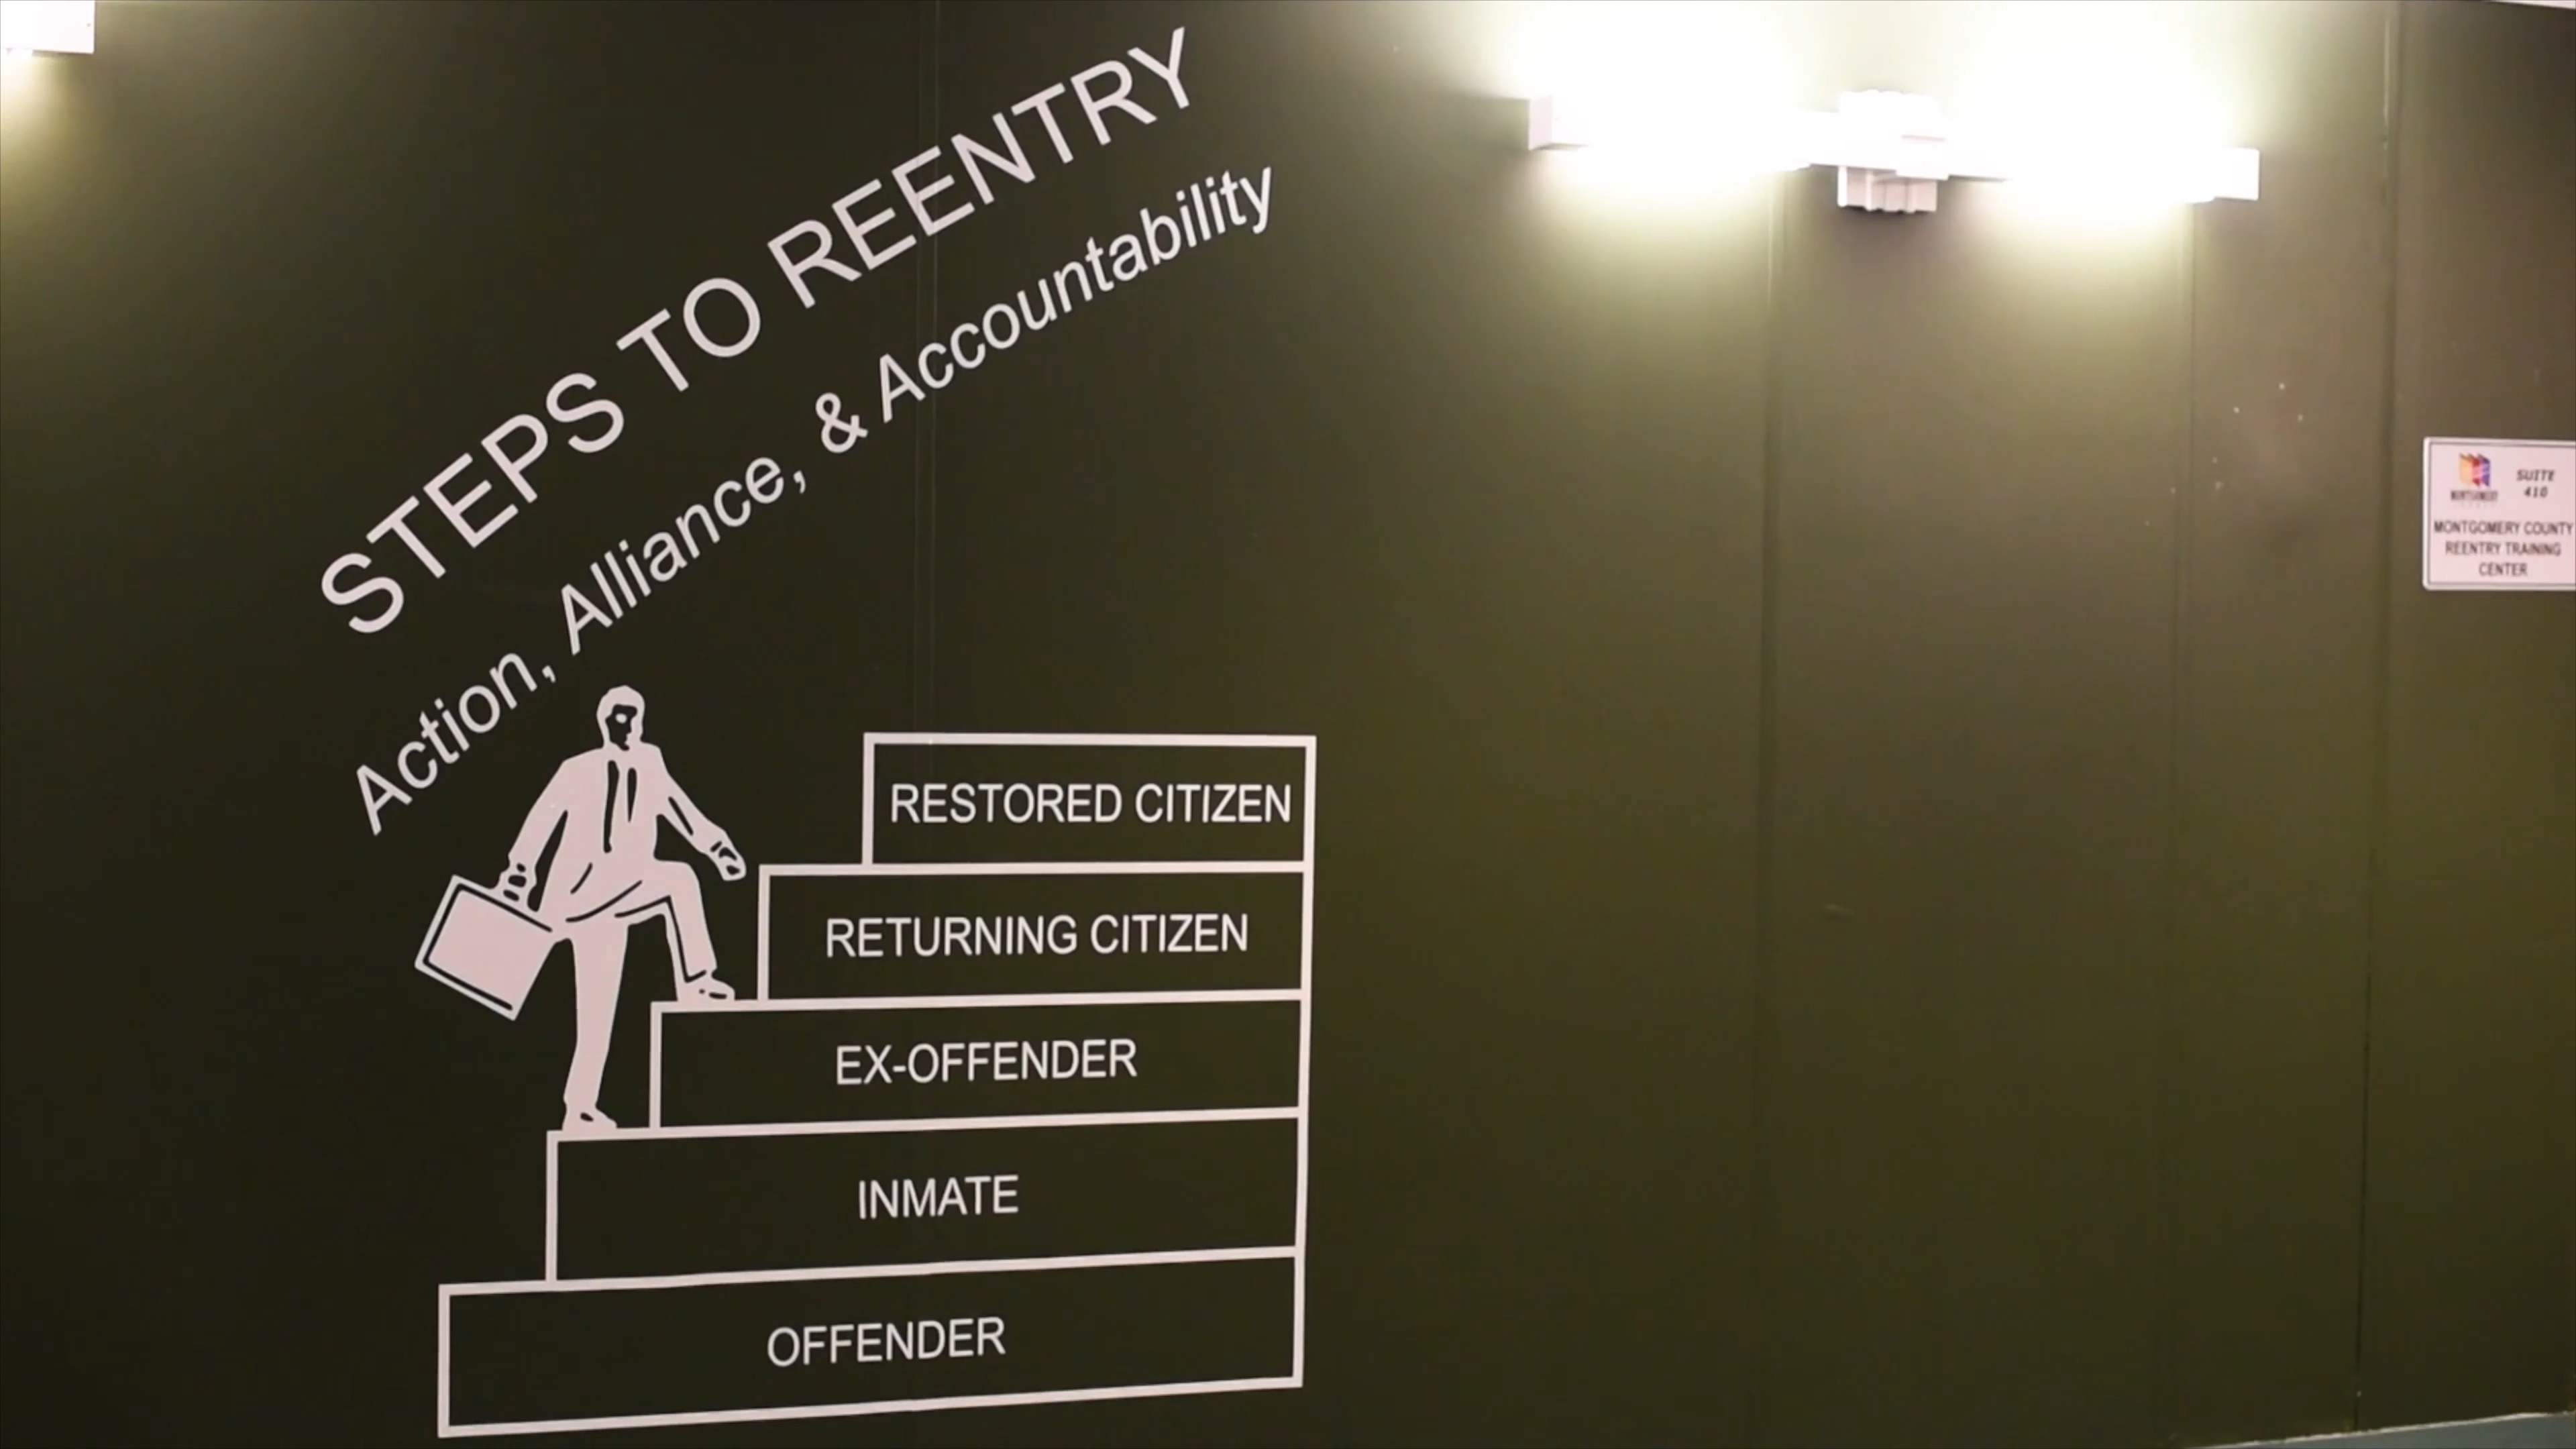 STEPS TO REENTRY
Action, Alliance, & Accountability
RESTORED CITIZEN
RETURNING CITIZEN
EX-OFFENDER
INMATE
OFFENDER
MONTGOMERY
SUITE
410
MONTGOMERY COUNTY
REENTRY TRAINING
CENTER